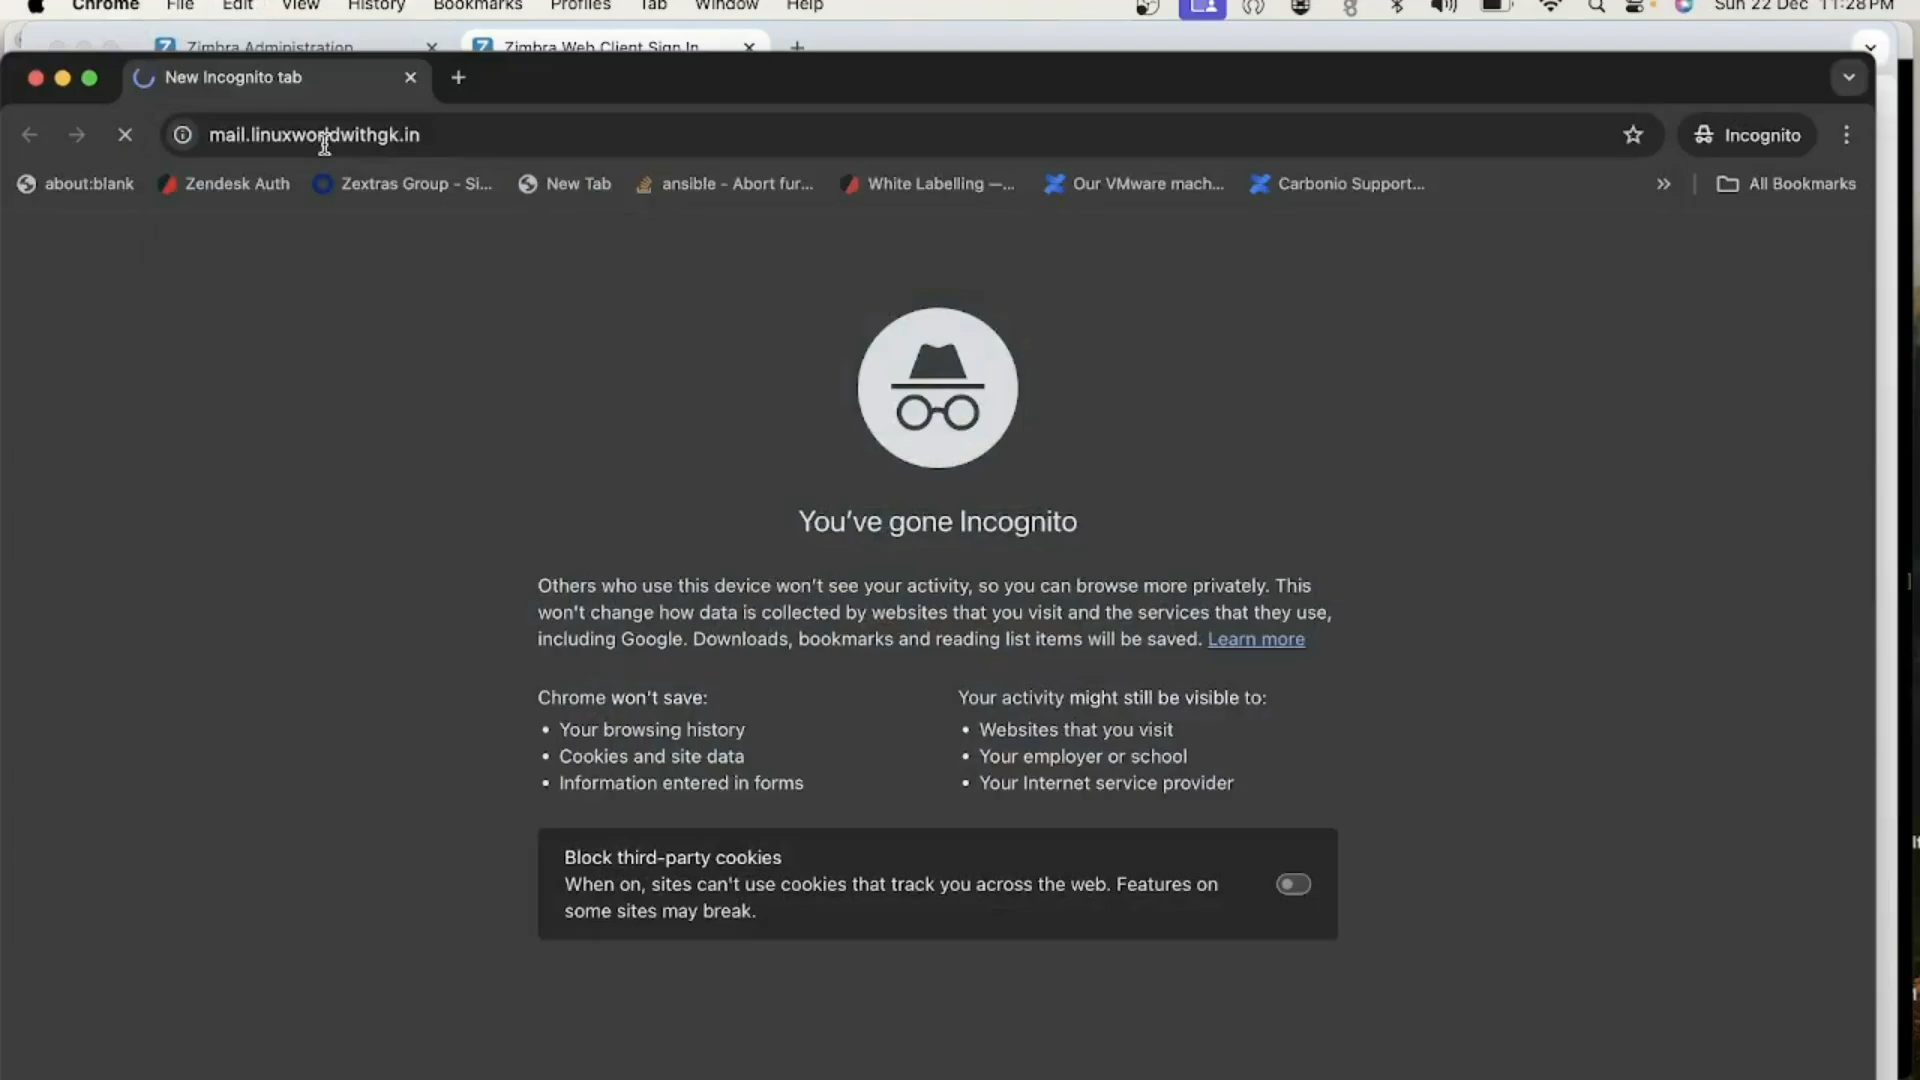 Chrome File Edit View History Bookmarks Profiles Tab Window Help Sun 22 Dec 11:28 PM
Zimbra Administration Zimbra Web Client Sign In
New Incognito tab
mail.linuxworldwithgk.in Incognito
about:blank Zendesk Auth Zextras Group - Si... New Tab ansible - Abort fur... White Labelling —... Our VMware mach... Carbonio Support... All Bookmarks
You've gone Incognito
Others who use this device won't see your activity, so you can browse more privately. This
won't change how data is collected by websites that you visit and the services that they use,
including Google. Downloads, bookmarks and reading list items will be saved. Learn more
Chrome won't save:
• Your browsing history
• Cookies and site data
• Information entered in forms
Your activity might still be visible to:
• Websites that you visit
• Your employer or school
• Your Internet service provider
Block third-party cookies
When on, sites can't use cookies that track you across the web. Features on
some sites may break.